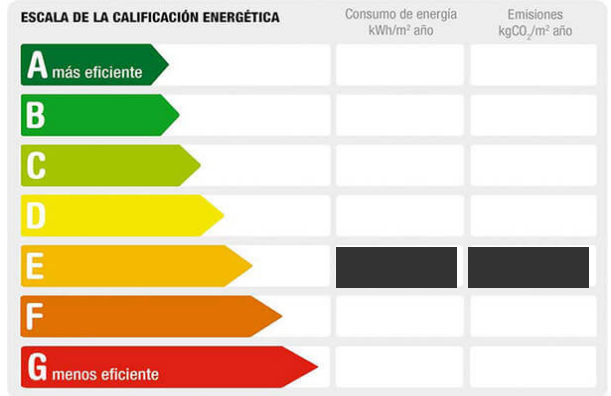 ESCALA DE LA CALIFICACIÓN ENERGÉTICA
Consumo de energía
kWh/m² año
Emisiones
kgCO₂/m² año
A más eficiente
B
C
D
E
F
G menos eficiente